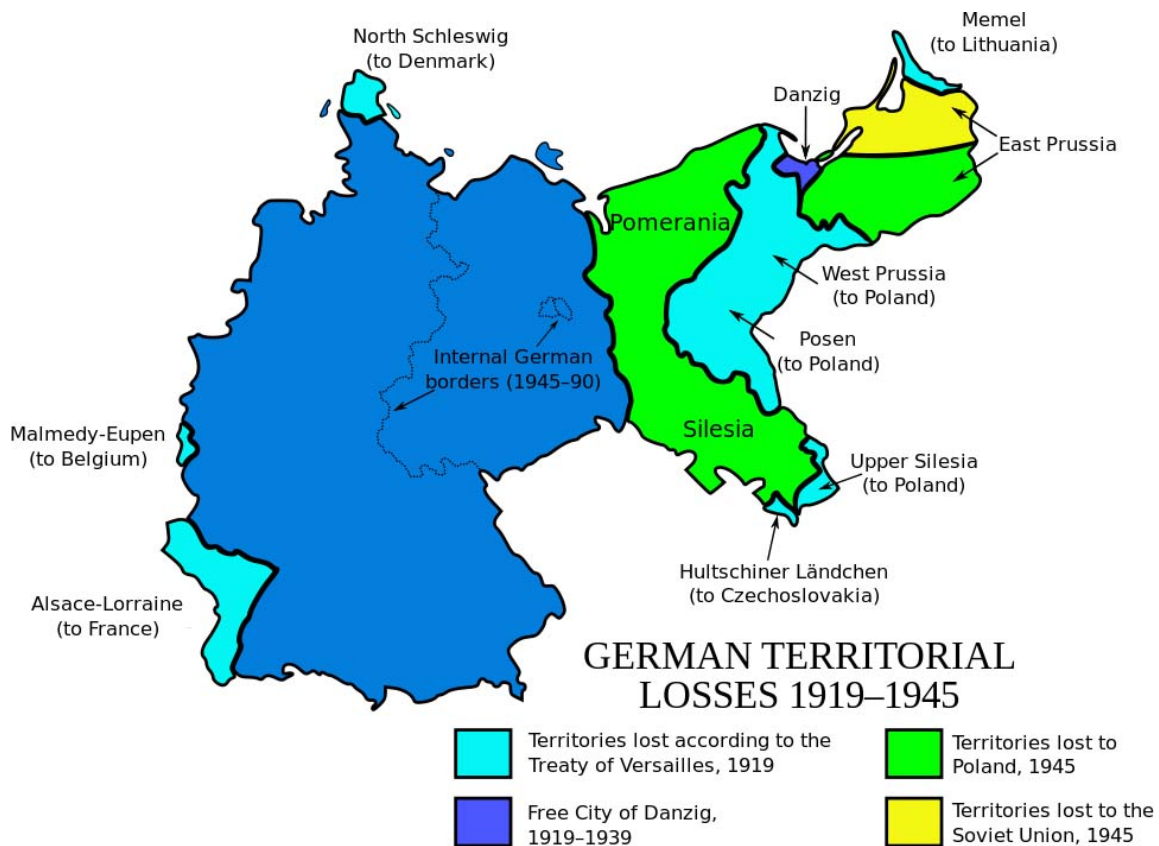 North Schleswig
(to Denmark)
Memel
(to Lithuania)
Danzig
East Prussia
Pomerania
West Prussia
(to Poland)
Posen
(to Poland)
Internal German
borders (1945–90)
Malmedy-Eupen
(to Belgium)
Silesia
Upper Silesia
(to Poland)
Hultschiner Ländchen
(to Czechoslovakia)
Alsace-Lorraine
(to France)
GERMAN TERRITORIAL
LOSSES 1919–1945
Territories lost according to the
Treaty of Versailles, 1919
Free City of Danzig,
1919–1939
Territories lost to
Poland, 1945
Territories lost to the
Soviet Union, 1945